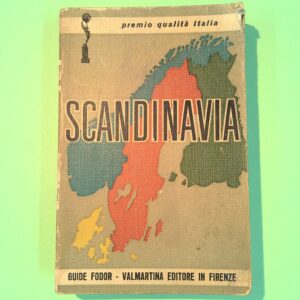 premio qualità Italia
SCANDINAVIA
GUIDE FODOR - VALMARTINA EDITORE IN FIRENZE